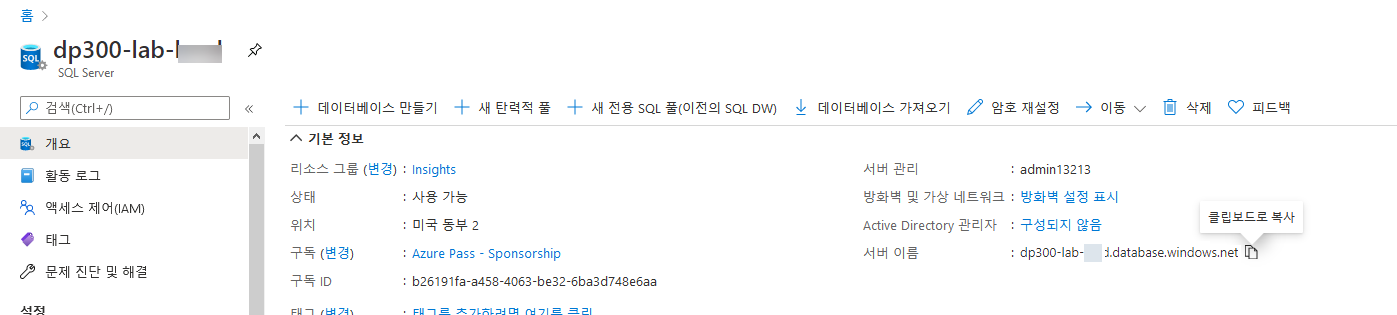 홈 >
dp300-lab-
SQL Server
검색(Ctrl+/) «
데이터베이스 만들기 새 탄력적 풀 새 전용 SQL 풀(이전의 SQL DW) 데이터베이스 가져오기 암호 재설정 이동 삭제 피드백
개요
활동 로그
액세스 제어(IAM)
태그
문제 진단 및 해결
설정
기본 정보
리소스 그룹 (변경) : Insights
상태 : 사용 가능
위치 : 미국 동부 2
구독 (변경) : Azure Pass - Sponsorship
구독 ID : b26191fa-a458-4063-be32-6ba3d748e6aa
태그 (변경) : 태그를 추가하려면 여기를 클릭
서버 관리 : admin13213
방화벽 및 가상 네트워크 : 방화벽 설정 표시
클립보드로 복사
Active Directory 관리자 : 구성되지 않음
서버 이름 : dp300-lab- d.database.windows.net